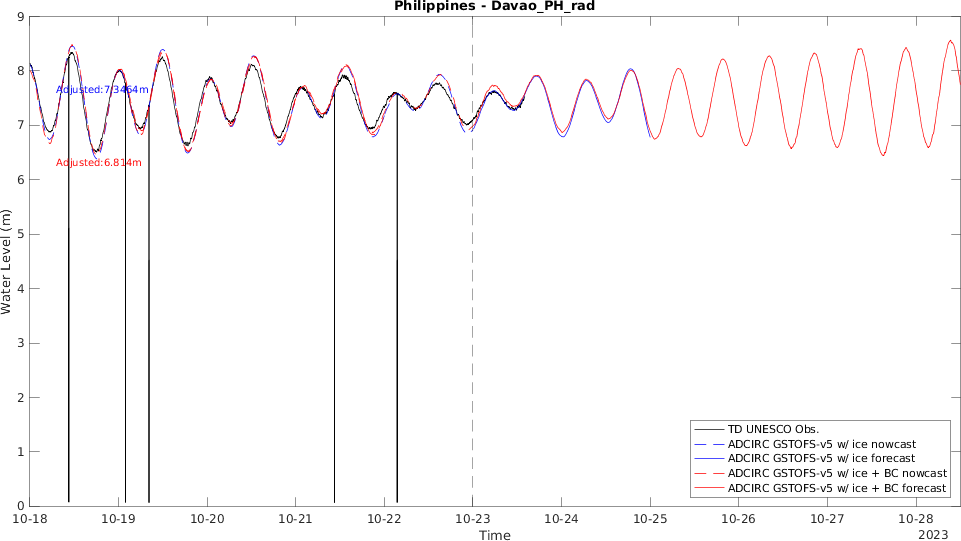 Philippines - Davao_PH_rad
9
8
7
6
5
4
3
2
1
0
Water Level (m)
Adjusted:7.3464m
Adjusted:6.814m
TD UNESCO Obs.
ADCIRC GSTOFS-v5 w/ ice nowcast
ADCIRC GSTOFS-v5 w/ ice forecast
ADCIRC GSTOFS-v5 w/ ice + BC nowcast
ADCIRC GSTOFS-v5 w/ ice + BC forecast
10-18 10-19 10-20 10-21 10-22 10-23 10-24 10-25 10-26 10-27 10-28
Time
2023